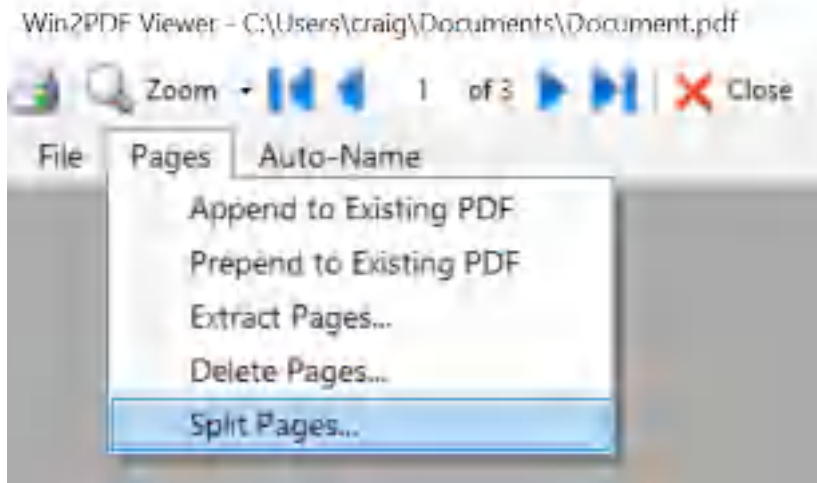 Win2PDF Viewer - C:\Users\craig\Documents\Document.pdf
Zoom 1 of 3 Close
File Pages Auto-Name
Append to Existing PDF
Prepend to Existing PDF
Extract Pages...
Delete Pages...
Split Pages...